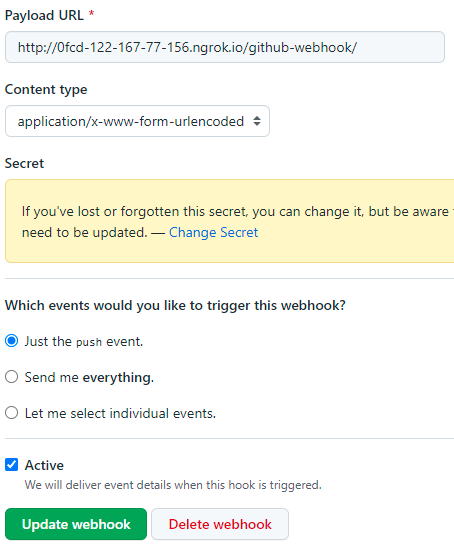 Payload URL *
http://0fcd-122-167-77-156.ngrok.io/github-webhook/
Content type
application/x-www-form-urlencoded
Secret
If you've lost or forgotten this secret, you can change it, but be aware
need to be updated. — Change Secret
Which events would you like to trigger this webhook?
Just the push event.
Send me everything.
Let me select individual events.
Active
We will deliver event details when this hook is triggered.
Update webhook Delete webhook